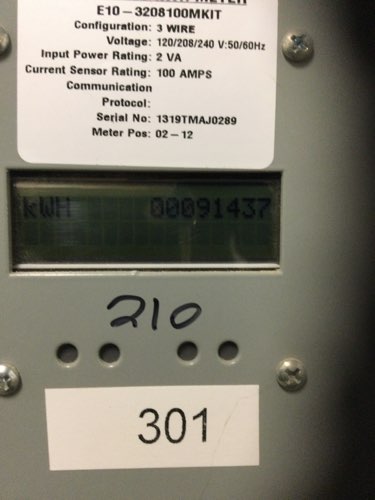 METER
E10-3208100MKIT
Configuration: 3 WIRE
Voltage: 120/208/240 V:50/60Hz
Input Power Rating: 2 VA
Current Sensor Rating: 100 AMPS
Communication
Protocol:
Serial No: 1319TMAJ0289
Meter Pos: 02-12
kWH 00091437
210
301